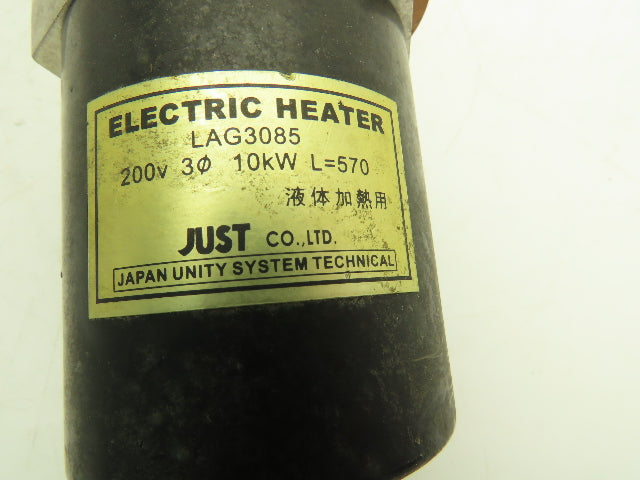 ELECTRIC HEATER
LAG3085
200v 3Φ 10kW L=570
液体加熱用
JUST CO.,LTD.
JAPAN UNITY SYSTEM TECHNICAL